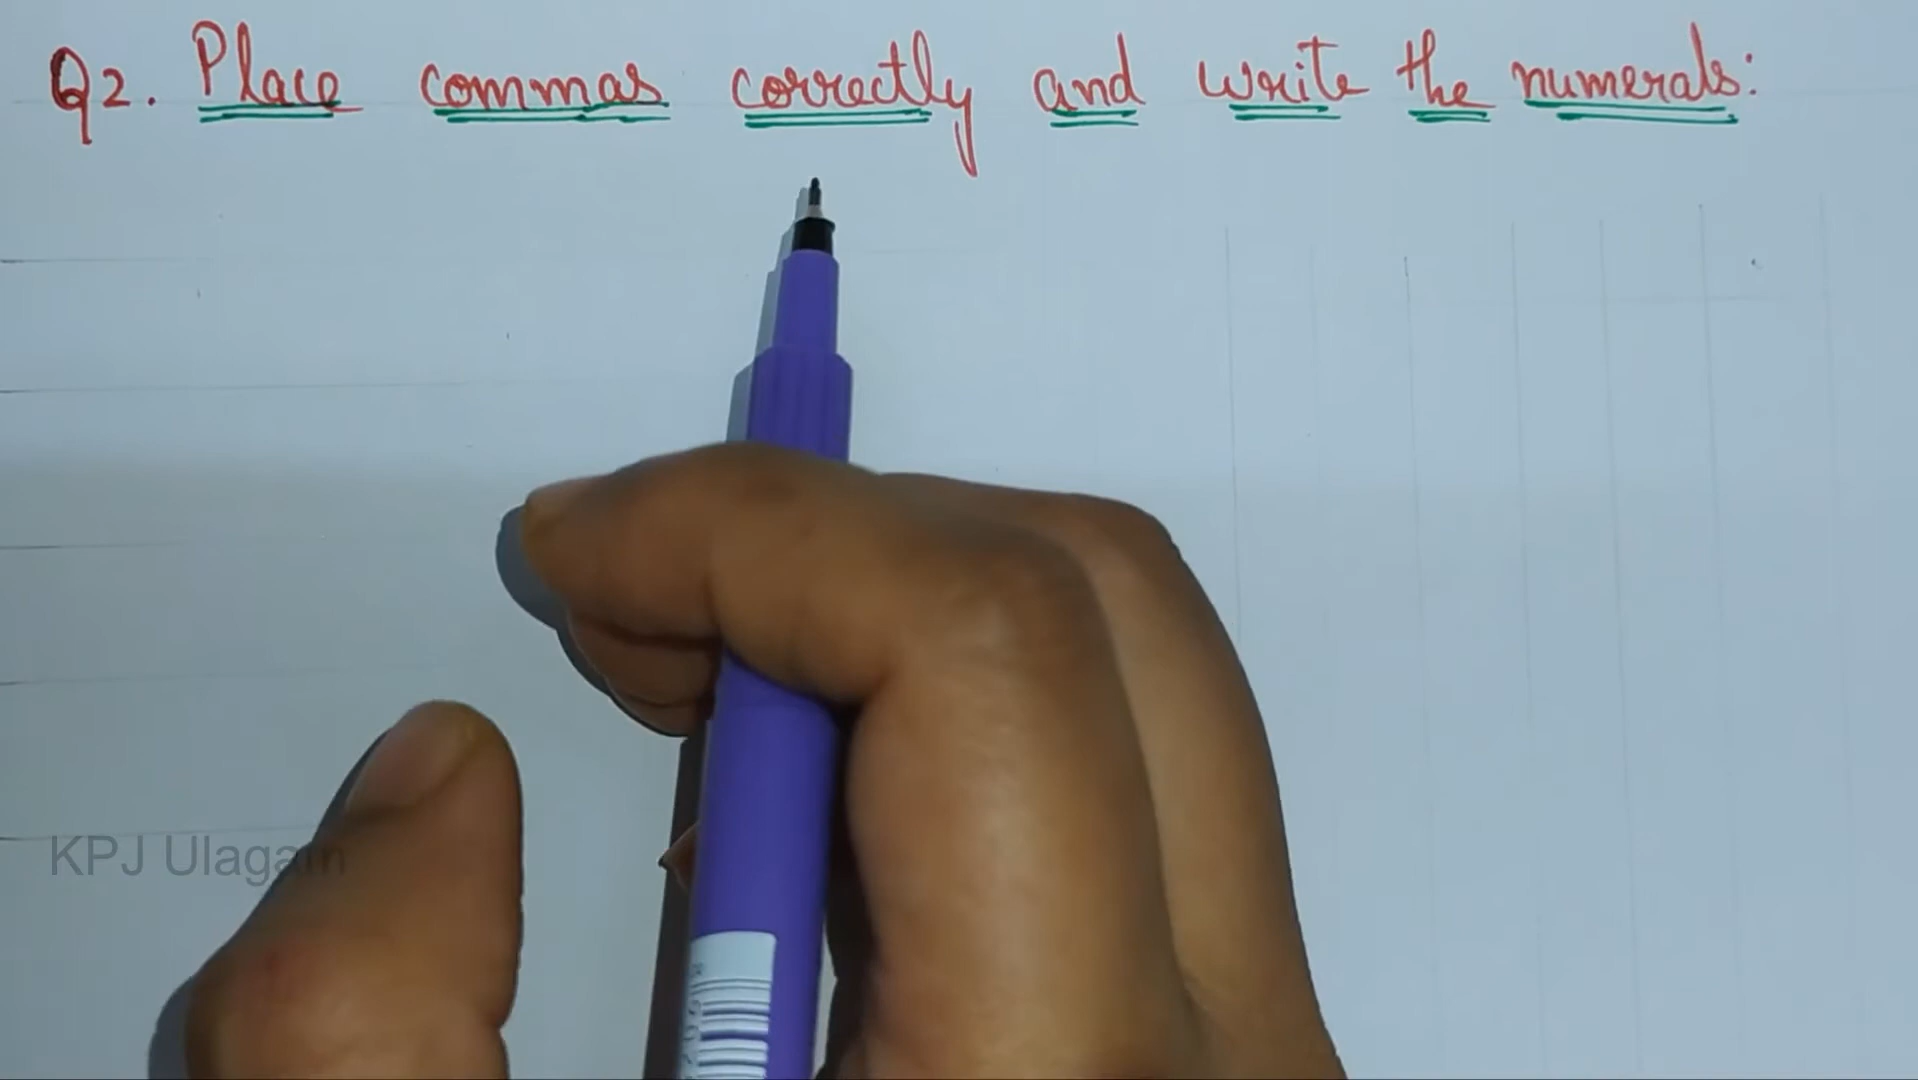 Q2. Place commas correctly and write the numerals:
KPJ Ulagam